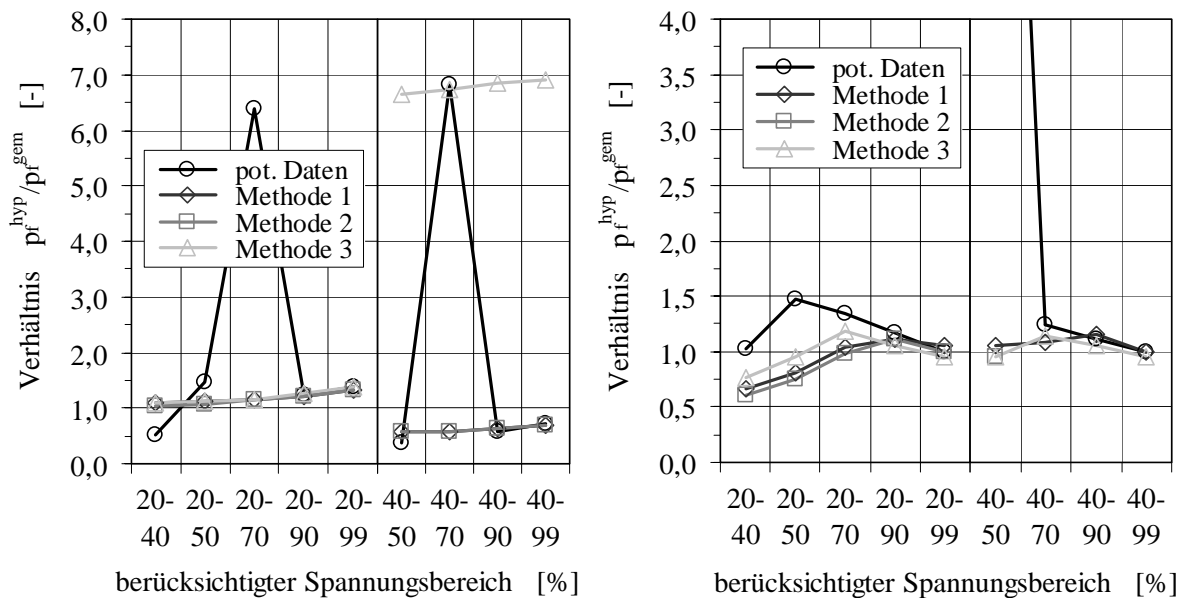 8,0
7,0
6,0
5,0
4,0
3,0
2,0
1,0
0,0
Verhältnis pf^hyp/pf^gem [-]
pot. Daten
Methode 1
Methode 2
Methode 3
20- 20- 20- 20- 20- 40- 40- 40- 40-
40 50 70 90 99 50 70 90 99
berücksichtigter Spannungsbereich [%]
4,0
3,5
3,0
2,5
2,0
1,5
1,0
0,5
0,0
Verhältnis pf^hyp/pf^gem [-]
pot. Daten
Methode 1
Methode 2
Methode 3
20- 20- 20- 20- 20- 40- 40- 40- 40-
40 50 70 90 99 50 70 90 99
berücksichtigter Spannungsbereich [%]